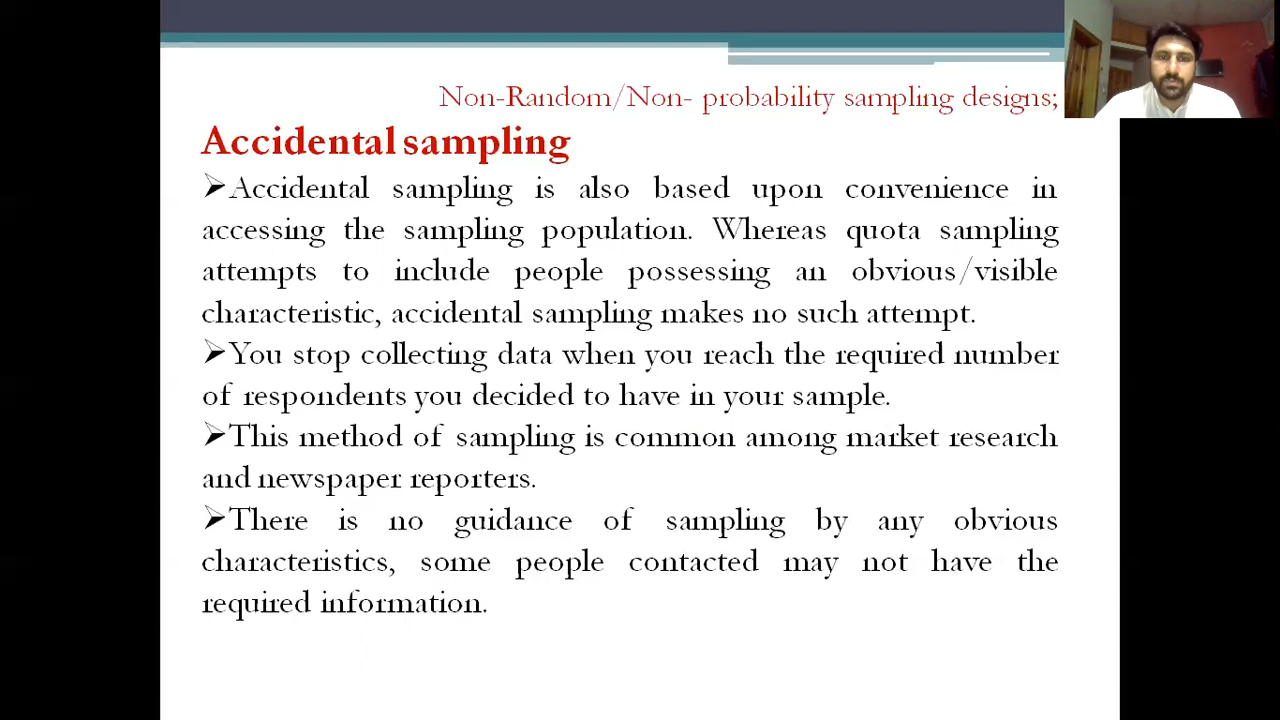 Non-Random/Non- probability sampling designs;
Accidental sampling
➢Accidental sampling is also based upon convenience in
accessing the sampling population. Whereas quota sampling
attempts to include people possessing an obvious/visible
characteristic, accidental sampling makes no such attempt.
➢You stop collecting data when you reach the required number
of respondents you decided to have in your sample.
➢This method of sampling is common among market research
and newspaper reporters.
➢There is no guidance of sampling by any obvious
characteristics, some people contacted may not have the
required information.